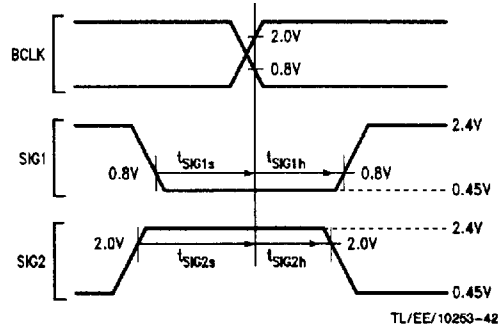 BCLK
2.0V
0.8V
SIG1
2.4V
0.8V
tSIG1s
tSIG1h
0.8V
0.45V
SIG2
2.4V
2.0V
tSIG2s
tSIG2h
2.0V
0.45V
TL/EE/10253-42